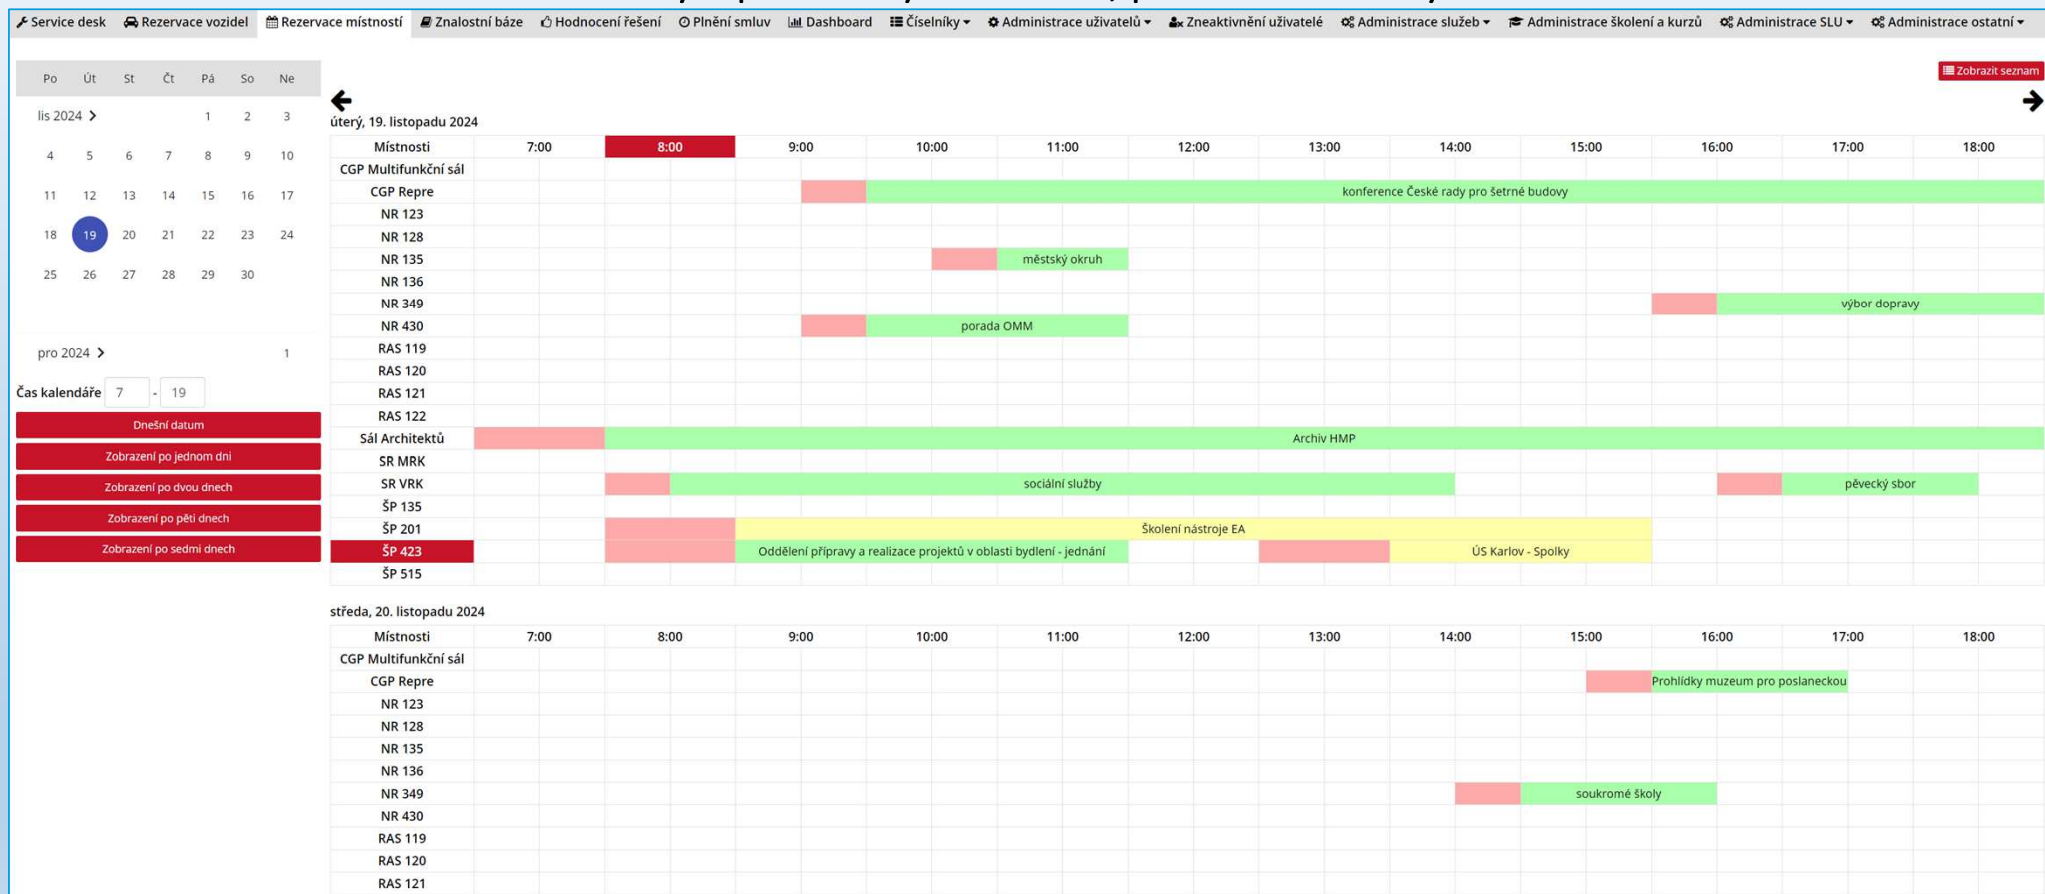 Service desk Rezervace vozidel Rezervace místností Znalostní báze Hodnocení řešení Plnění smluv Dashboard Číselníky Administrace uživatelů Zneaktivnění uživatelé Administrace služeb Administrace školení a kurzů Administrace SLU Administrace ostatní
Po Út St Čt Pá So Ne
lis 2024 1 2 3
4 5 6 7 8 9 10
11 12 13 14 15 16 17
18 19 20 21 22 23 24
25 26 27 28 29 30
pro 2024 1
Čas kalendáře 7 - 19
Dnešní datum
Zobrazení po jednom dni
Zobrazení po dvou dnech
Zobrazení po pěti dnech
Zobrazení po sedmi dnech
Zobrazit seznam
úterý, 19. listopadu 2024
Místnosti 7:00 8:00 9:00 10:00 11:00 12:00 13:00 14:00 15:00 16:00 17:00 18:00
CGP Multifunkční sál
CGP Repre konference České rady pro šetrné budovy
NR 123
NR 128
NR 135 městský okruh
NR 136
NR 349 výbor dopravy
NR 430 porada OMM
RAS 119
RAS 120
RAS 121
RAS 122
Sál Architektů Archiv HMP
SR MRK
SR VRK sociální služby pěvecký sbor
ŠP 135
ŠP 201 Školení nástroje EA
ŠP 423 Oddělení přípravy a realizace projektů v oblasti bydlení - jednání ÚS Karlov - Spolky
ŠP 515
středa, 20. listopadu 2024
Místnosti 7:00 8:00 9:00 10:00 11:00 12:00 13:00 14:00 15:00 16:00 17:00 18:00
CGP Multifunkční sál
CGP Repre Prohlídky muzeum pro poslaneckou
NR 123
NR 128
NR 135
NR 136
NR 349 soukromé školy
NR 430
RAS 119
RAS 120
RAS 121